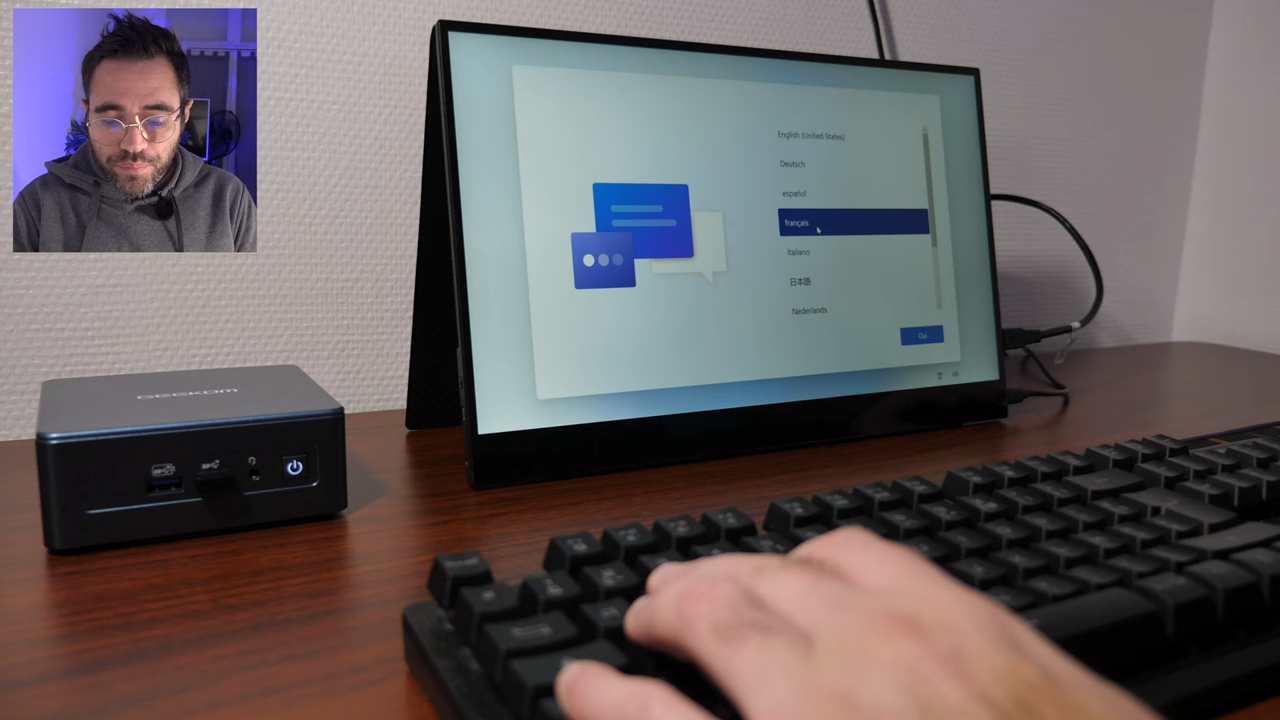 GEEKOM
English (United States)
Deutsch
español
français
italiano
日本語
Nederlands
Oui